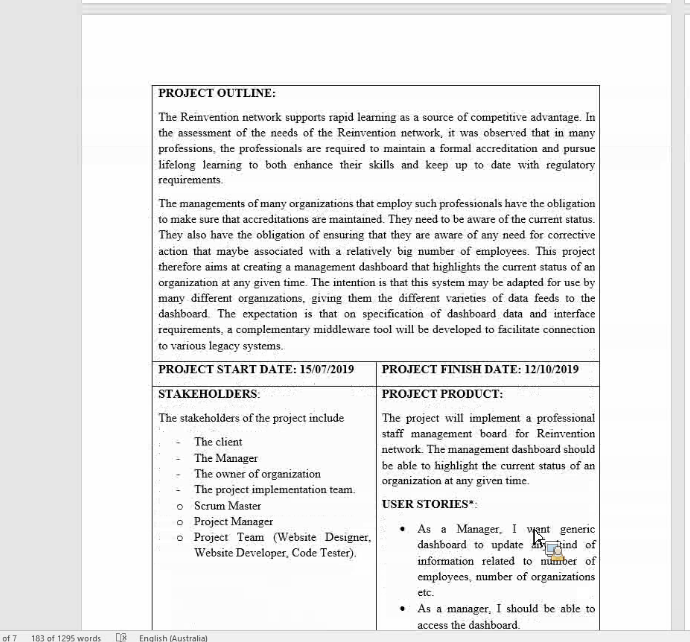 PROJECT OUTLINE:
The Reinvention network supports rapid learning as a source of competitive advantage. In
the assessment of the needs of the Reinvention network, it was observed that in many
professions, the professionals are required to maintain a formal accreditation and pursue
lifelong learning to both enhance their skills and keep up to date with regulatory
requirements.
The managements of many organizations that employ such professionals have the obligation
to make sure that accreditations are maintained. They need to be aware of the current status.
They also have the obligation of ensuring that they are aware of any need for corrective
action that maybe associated with a relatively big number of employees. This project
therefore aims at creating a management dashboard that highlights the current status of an
organization at any given time. The intention is that this system may be adapted for use by
many different organizations, giving them the different varieties of data feeds to the
dashboard. The expectation is that on specification of dashboard data and interface
requirements, a complementary middleware tool will be developed to facilitate connection
to various legacy systems.
PROJECT START DATE: 15/07/2019
PROJECT FINISH DATE: 12/10/2019
STAKEHOLDERS:
The stakeholders of the project include
- The client
- The Manager
- The owner of organization
- The project implementation team.
o Scrum Master
o Project Manager
o Project Team (Website Designer,
Website Developer, Code Tester).
PROJECT PRODUCT:
The project will implement a professional
staff management board for Reinvention
network. The management dashboard should
be able to highlight the current status of an
organization at any given time.
USER STORIES*:
• As a Manager, I want generic
dashboard to update kind of
information related to number of
employees, number of organizations
etc.
• As a manager, I should be able to
access the dashboard.
of 7 183 of 1295 words English (Australia)